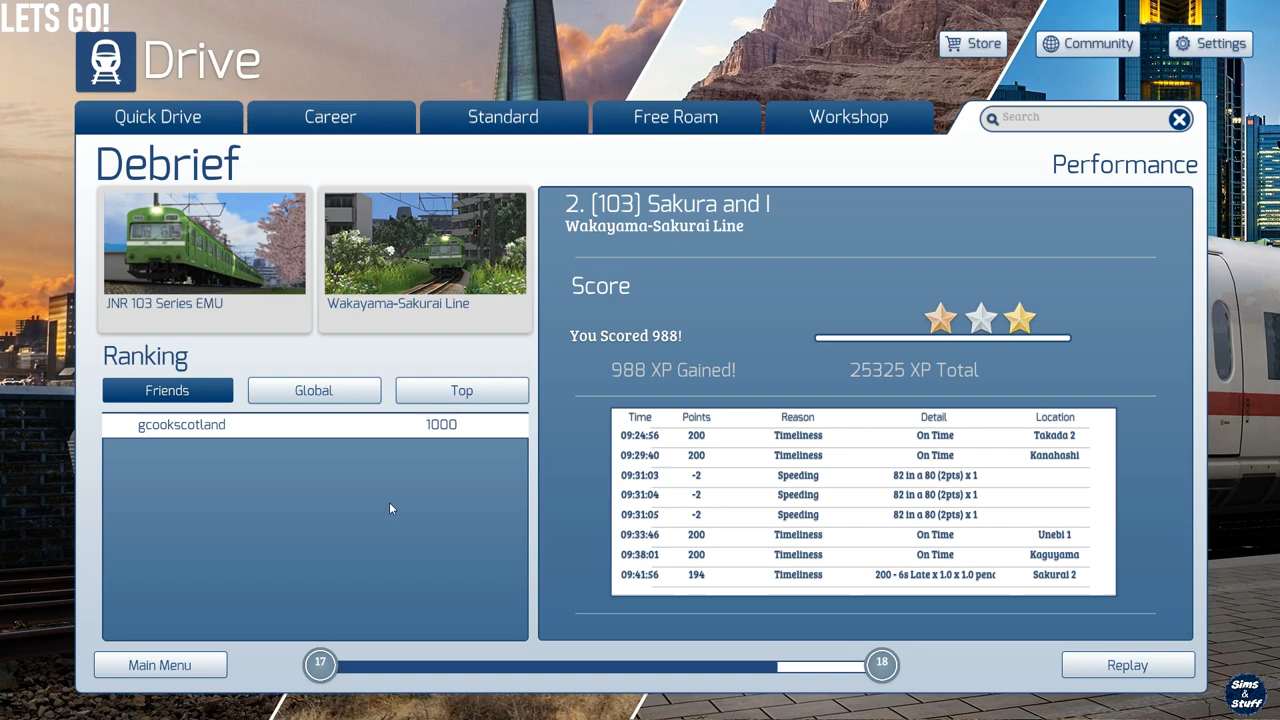 LETS GO!
Drive
Store
Community
Settings
Quick Drive
Career
Standard
Free Roam
Workshop
Search
Debrief
Performance
JNR 103 Series EMU
Wakayama-Sakurai Line
2. [103] Sakura and I
Wakayama-Sakurai Line
Score
You Scored 988!
988 XP Gained!
25325 XP Total
Ranking
Friends
Global
Top
gcookscotland 1000
Time Points Reason Detail Location
09:24:56 200 Timeliness On Time Takada 2
09:29:40 200 Timeliness On Time Kanahashi
09:31:03 -2 Speeding 82 in a 80 (2pts) x 1
09:31:04 -2 Speeding 82 in a 80 (2pts) x 1
09:31:05 -2 Speeding 82 in a 80 (2pts) x 1
09:33:46 200 Timeliness On Time Unebi 1
09:38:01 200 Timeliness On Time Kaguyama
09:41:56 194 Timeliness 200 - 6s Late x 1.0 x 1.0 penc Sakurai 2
Main Menu
17
18
Replay
Sims
&
Stuff